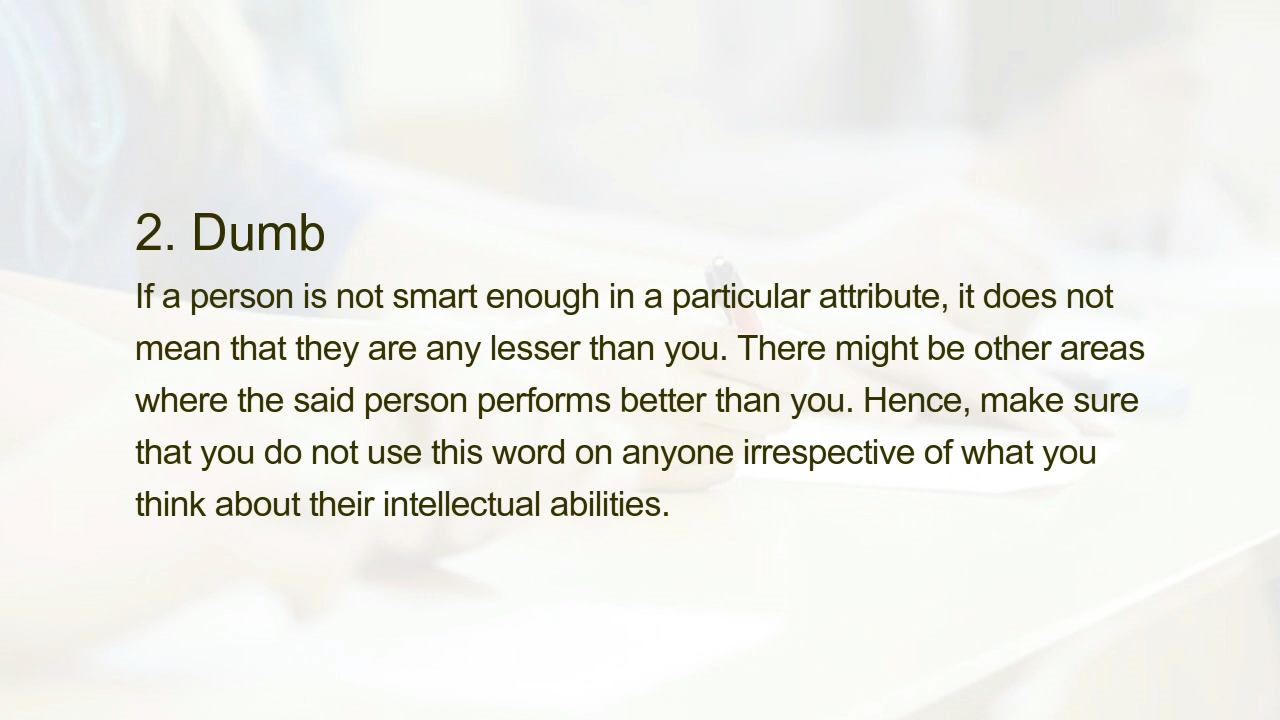 2. Dumb
If a person is not smart enough in a particular attribute, it does not
mean that they are any lesser than you. There might be other areas
where the said person performs better than you. Hence, make sure
that you do not use this word on anyone irrespective of what you
think about their intellectual abilities.